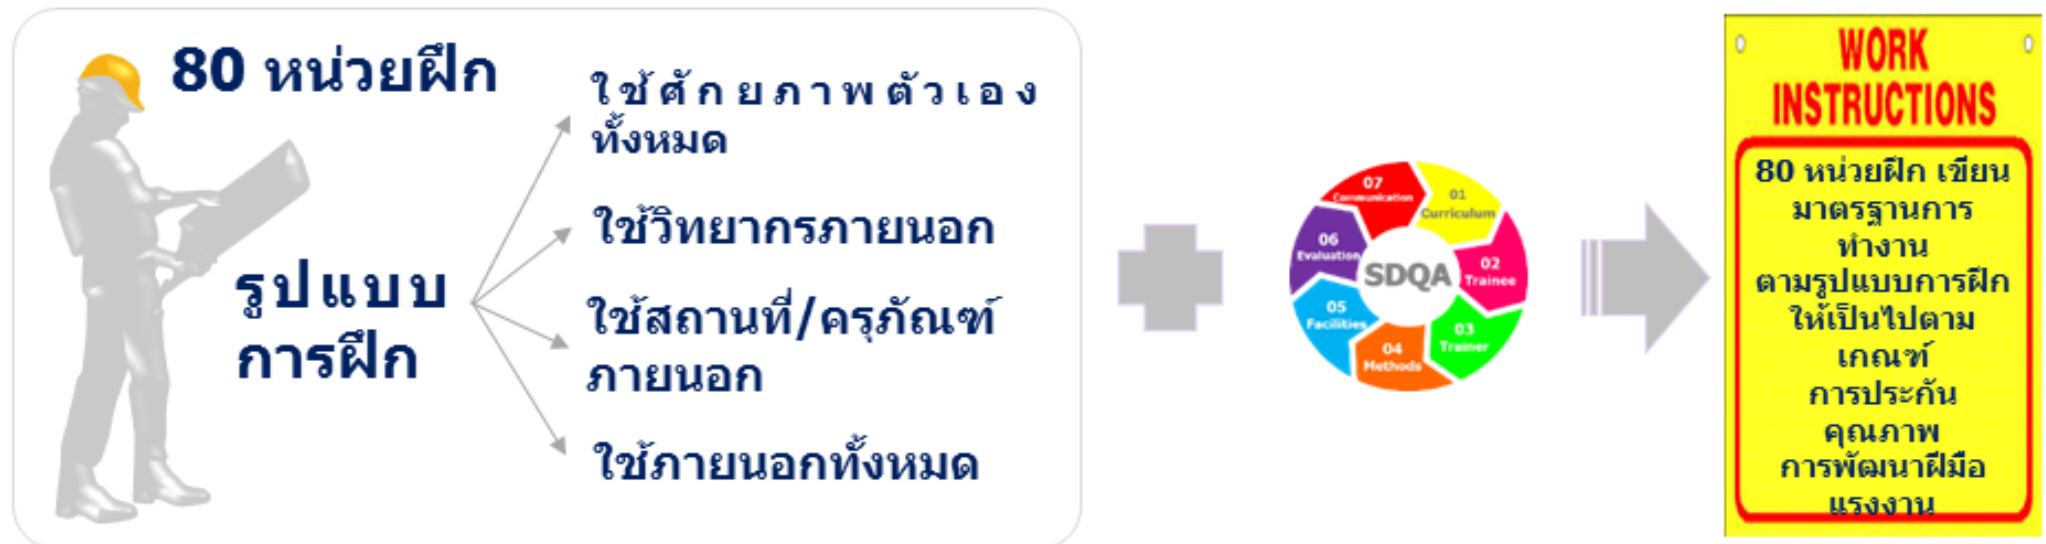 80 หน่วยฝึก
รูปแบบ
การฝึก
ใช้ศักยภาพตัวเอง
ทั้งหมด
ใช้วิทยากรภายนอก
ใช้สถานที่/ครุภัณฑ์
ภายนอก
ใช้ภายนอกทั้งหมด
SDQA
01
Curriculum
02
Trainee
03
Trainer
04
Methods
05
Facilities
06
Evaluation
07
Communication
WORK
INSTRUCTIONS
80 หน่วยฝึก เขียน
มาตรฐานการ
ทำงาน
ตามรูปแบบการฝึก
ให้เป็นไปตาม
เกณฑ์
การประกัน
คุณภาพ
การพัฒนาฝีมือ
แรงงาน